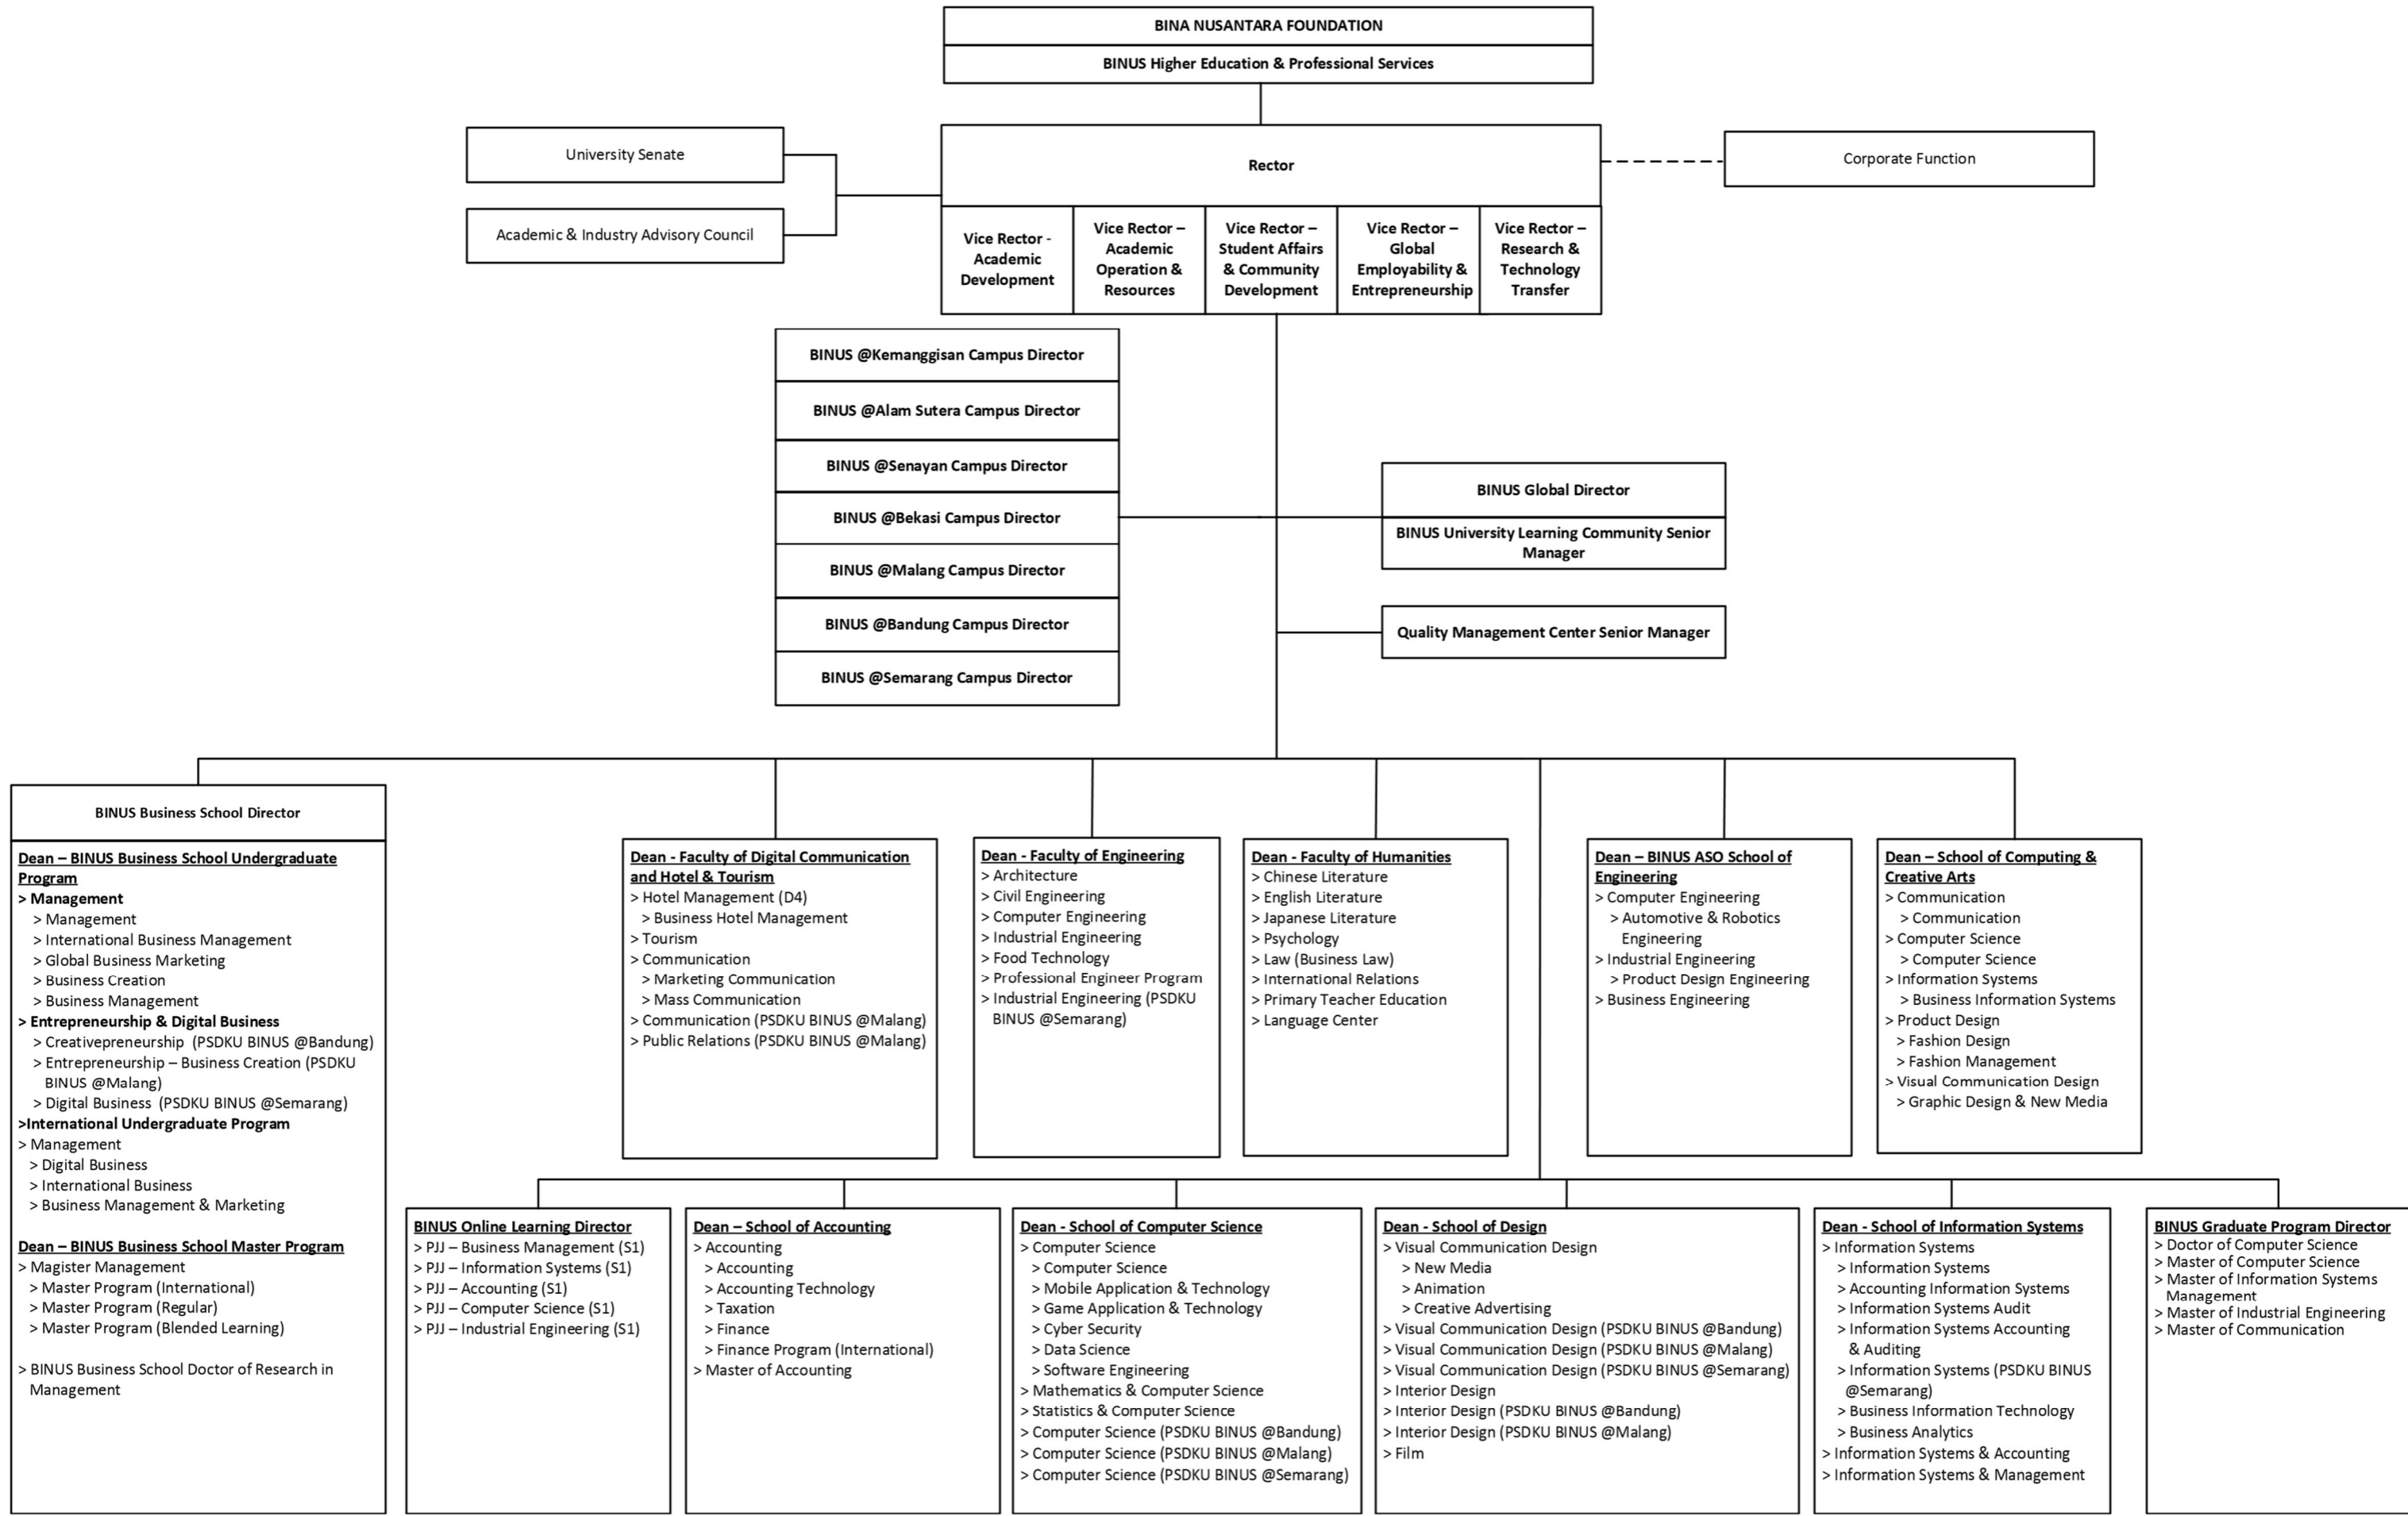 BINA NUSANTARA FOUNDATION
BINUS Higher Education & Professional Services
University Senate
Academic & Industry Advisory Council
Rector
Corporate Function
Vice Rector -
Academic
Development
Vice Rector –
Academic
Operation &
Resources
Vice Rector –
Student Affairs
& Community
Development
Vice Rector –
Global
Employability &
Entrepreneurship
Vice Rector –
Research &
Technology
Transfer
BINUS @Kemanggisan Campus Director
BINUS @Alam Sutera Campus Director
BINUS @Senayan Campus Director
BINUS @Bekasi Campus Director
BINUS @Malang Campus Director
BINUS @Bandung Campus Director
BINUS @Semarang Campus Director
BINUS Global Director
BINUS University Learning Community Senior
Manager
Quality Management Center Senior Manager
BINUS Business School Director
Dean – BINUS Business School Undergraduate
Program
> Management
> Management
> International Business Management
> Global Business Marketing
> Business Creation
> Business Management
> Entrepreneurship & Digital Business
> Creativepreneurship (PSDKU BINUS @Bandung)
> Entrepreneurship – Business Creation (PSDKU
BINUS @Malang)
> Digital Business (PSDKU BINUS @Semarang)
>International Undergraduate Program
> Management
> Digital Business
> International Business
> Business Management & Marketing
Dean – BINUS Business School Master Program
> Magister Management
> Master Program (International)
> Master Program (Regular)
> Master Program (Blended Learning)
> BINUS Business School Doctor of Research in
Management
Dean - Faculty of Digital Communication
and Hotel & Tourism
> Hotel Management (D4)
> Business Hotel Management
> Tourism
> Communication
> Marketing Communication
> Mass Communication
> Communication (PSDKU BINUS @Malang)
> Public Relations (PSDKU BINUS @Malang)
Dean - Faculty of Engineering
> Architecture
> Civil Engineering
> Computer Engineering
> Industrial Engineering
> Food Technology
> Professional Engineer Program
> Industrial Engineering (PSDKU
BINUS @Semarang)
Dean - Faculty of Humanities
> Chinese Literature
> English Literature
> Japanese Literature
> Psychology
> Law (Business Law)
> International Relations
> Primary Teacher Education
> Language Center
Dean – BINUS ASO School of
Engineering
> Computer Engineering
> Automotive & Robotics
Engineering
> Industrial Engineering
> Product Design Engineering
> Business Engineering
Dean – School of Computing &
Creative Arts
> Communication
> Communication
> Computer Science
> Computer Science
> Information Systems
> Business Information Systems
> Product Design
> Fashion Design
> Fashion Management
> Visual Communication Design
> Graphic Design & New Media
BINUS Online Learning Director
> PJJ – Business Management (S1)
> PJJ – Information Systems (S1)
> PJJ – Accounting (S1)
> PJJ – Computer Science (S1)
> PJJ – Industrial Engineering (S1)
Dean – School of Accounting
> Accounting
> Accounting
> Accounting Technology
> Taxation
> Finance
> Finance Program (International)
> Master of Accounting
Dean - School of Computer Science
> Computer Science
> Computer Science
> Mobile Application & Technology
> Game Application & Technology
> Cyber Security
> Data Science
> Software Engineering
> Mathematics & Computer Science
> Statistics & Computer Science
> Computer Science (PSDKU BINUS @Bandung)
> Computer Science (PSDKU BINUS @Malang)
> Computer Science (PSDKU BINUS @Semarang)
Dean - School of Design
> Visual Communication Design
> New Media
> Animation
> Creative Advertising
> Visual Communication Design (PSDKU BINUS @Bandung)
> Visual Communication Design (PSDKU BINUS @Malang)
> Visual Communication Design (PSDKU BINUS @Semarang)
> Interior Design
> Interior Design (PSDKU BINUS @Bandung)
> Interior Design (PSDKU BINUS @Malang)
> Film
Dean - School of Information Systems
> Information Systems
> Information Systems
> Accounting Information Systems
> Information Systems Audit
> Information Systems Accounting
& Auditing
> Information Systems (PSDKU BINUS
@Semarang)
> Business Information Technology
> Business Analytics
> Information Systems & Accounting
> Information Systems & Management
BINUS Graduate Program Director
> Doctor of Computer Science
> Master of Computer Science
> Master of Information Systems
Management
> Master of Industrial Engineering
> Master of Communication